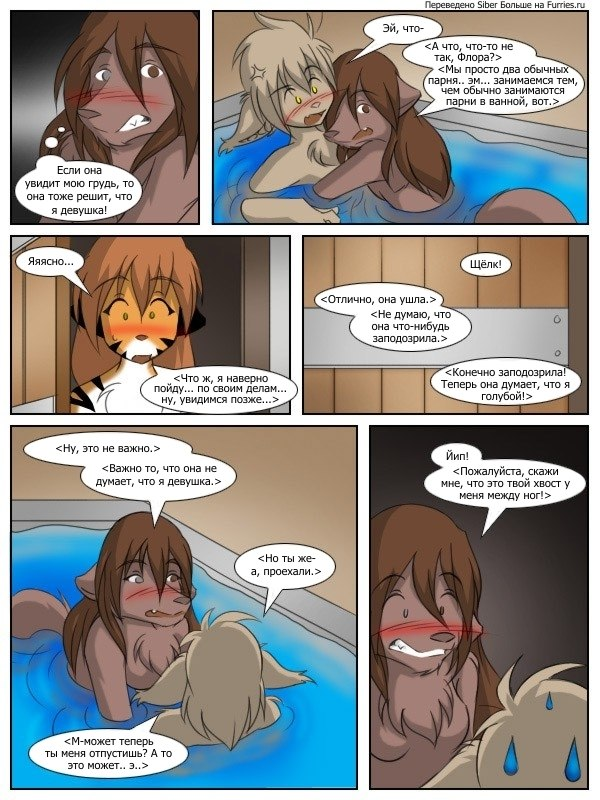 Переведено Siber Больше на Furries.ru
Если она
увидит мою грудь, то
она тоже решит, что
я девушка!
Эй, что-
<А что, что-то не
так, Флора?>
<Мы просто два обычных
парня.. эм... занимаемся тем,
чем обычно занимаются
парни в ванной, вот.>
Яяясно...
<Что ж, я наверно
пойду... по своим делам...
ну, увидимся позже...>
Щёлк!
<Отлично, она ушла.>
<Не думаю, что
она что-нибудь
заподозрила.>
<Конечно заподозрила!
Теперь она думает, что я
голубой!>
<Ну, это не важно.>
<Важно то, что она не
думает, что я девушка.>
<Но ты же-
а, проехали.>
<М-может теперь
ты меня отпустишь? А то
это может.. э..>
Йип!
<Пожалуйста, скажи
мне, что это твой хвост у
меня между ног!>